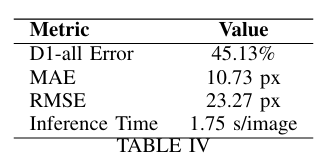 Metric Value
D1-all Error 45.13%
MAE 10.73 px
RMSE 23.27 px
Inference Time 1.75 s/image
TABLE IV